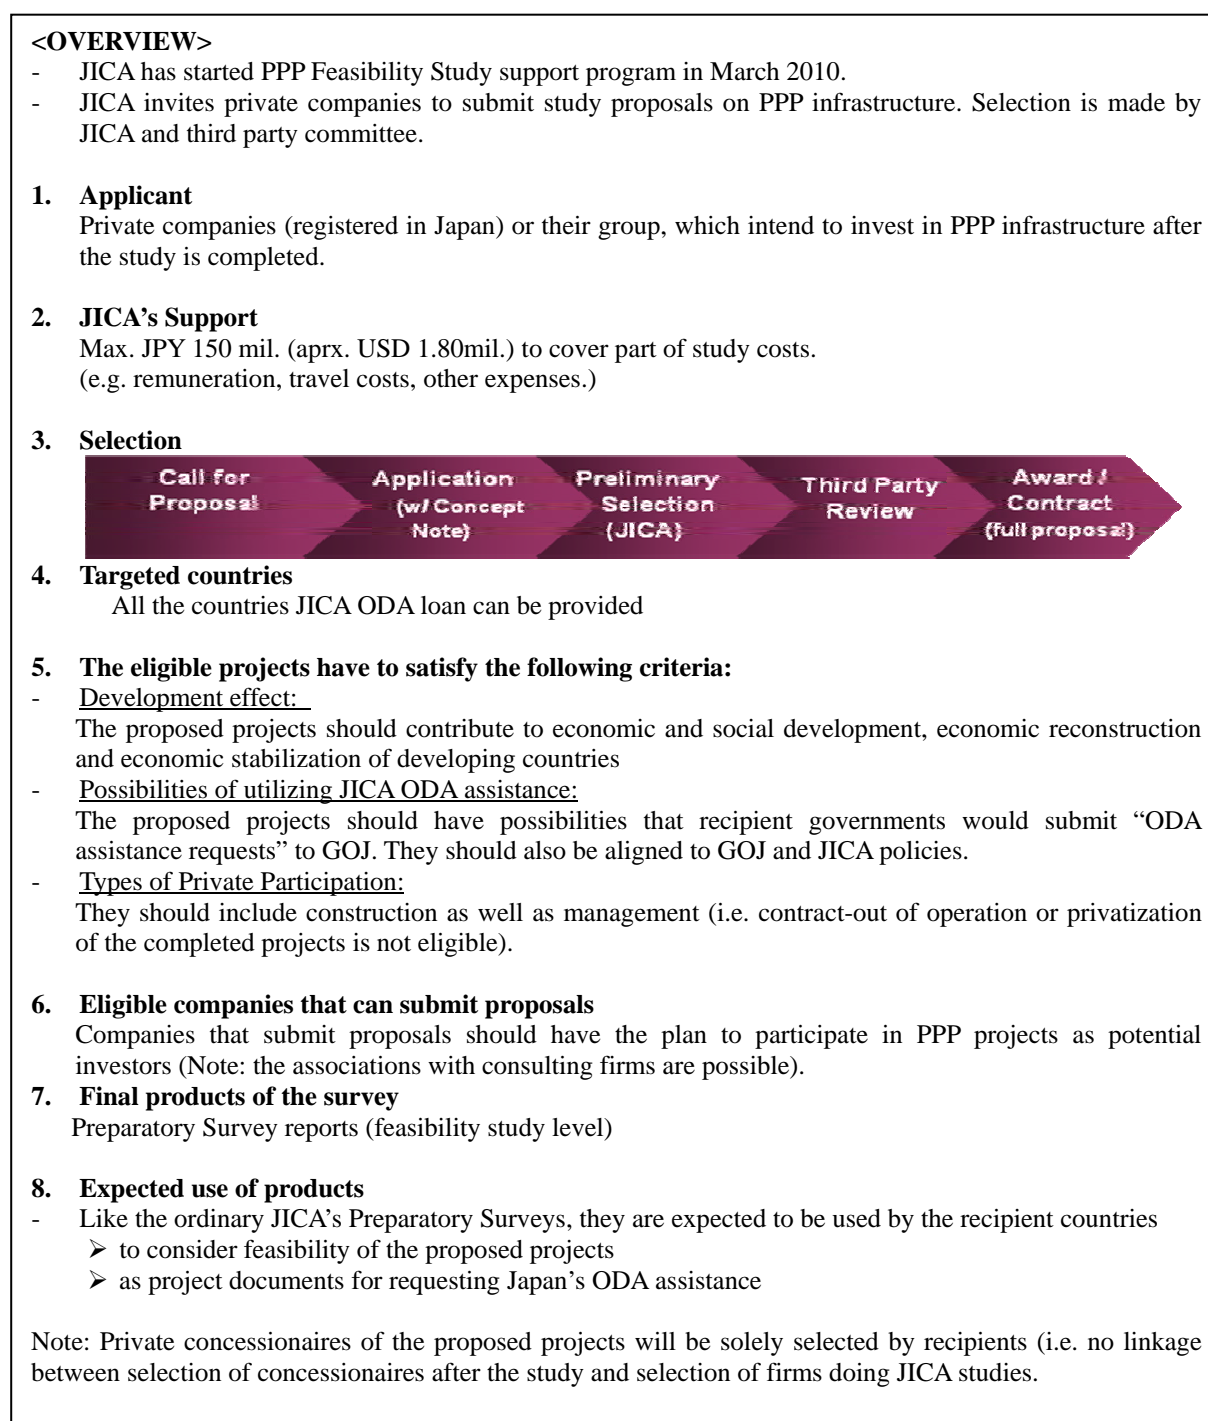 <OVERVIEW>
- JICA has started PPP Feasibility Study support program in March 2010.
- JICA invites private companies to submit study proposals on PPP infrastructure. Selection is made by
JICA and third party committee.
1. Applicant
Private companies (registered in Japan) or their group, which intend to invest in PPP infrastructure after
the study is completed.
2. JICA’s Support
Max. JPY 150 mil. (aprx. USD 1.80mil.) to cover part of study costs.
(e.g. remuneration, travel costs, other expenses.)
3. Selection
Call for
Proposal
Application
(w/ Concept
Note)
Preliminary
Selection
(JICA)
Third Party
Review
Award /
Contract
(full proposal)
4. Targeted countries
All the countries JICA ODA loan can be provided
5. The eligible projects have to satisfy the following criteria:
- Development effect:
The proposed projects should contribute to economic and social development, economic reconstruction
and economic stabilization of developing countries
- Possibilities of utilizing JICA ODA assistance:
The proposed projects should have possibilities that recipient governments would submit “ODA
assistance requests” to GOJ. They should also be aligned to GOJ and JICA policies.
- Types of Private Participation:
They should include construction as well as management (i.e. contract-out of operation or privatization
of the completed projects is not eligible).
6. Eligible companies that can submit proposals
Companies that submit proposals should have the plan to participate in PPP projects as potential
investors (Note: the associations with consulting firms are possible).
7. Final products of the survey
Preparatory Survey reports (feasibility study level)
8. Expected use of products
- Like the ordinary JICA’s Preparatory Surveys, they are expected to be used by the recipient countries
➢ to consider feasibility of the proposed projects
➢ as project documents for requesting Japan’s ODA assistance
Note: Private concessionaires of the proposed projects will be solely selected by recipients (i.e. no linkage
between selection of concessionaires after the study and selection of firms doing JICA studies.